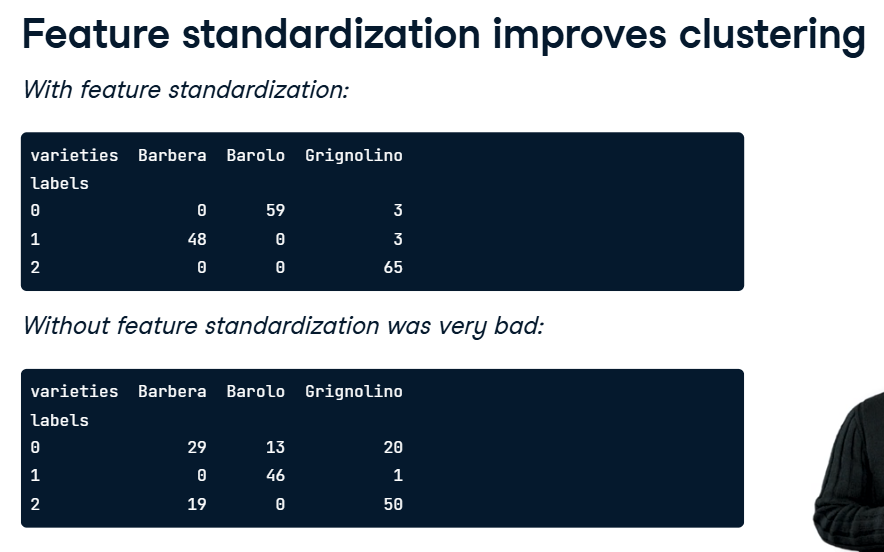 Feature standardization improves clustering
With feature standardization:
varieties Barbera Barolo Grignolino
labels
0 0 59 3
1 48 0 3
2 0 0 65
Without feature standardization was very bad:
varieties Barbera Barolo Grignolino
labels
0 29 13 20
1 0 46 1
2 19 0 50